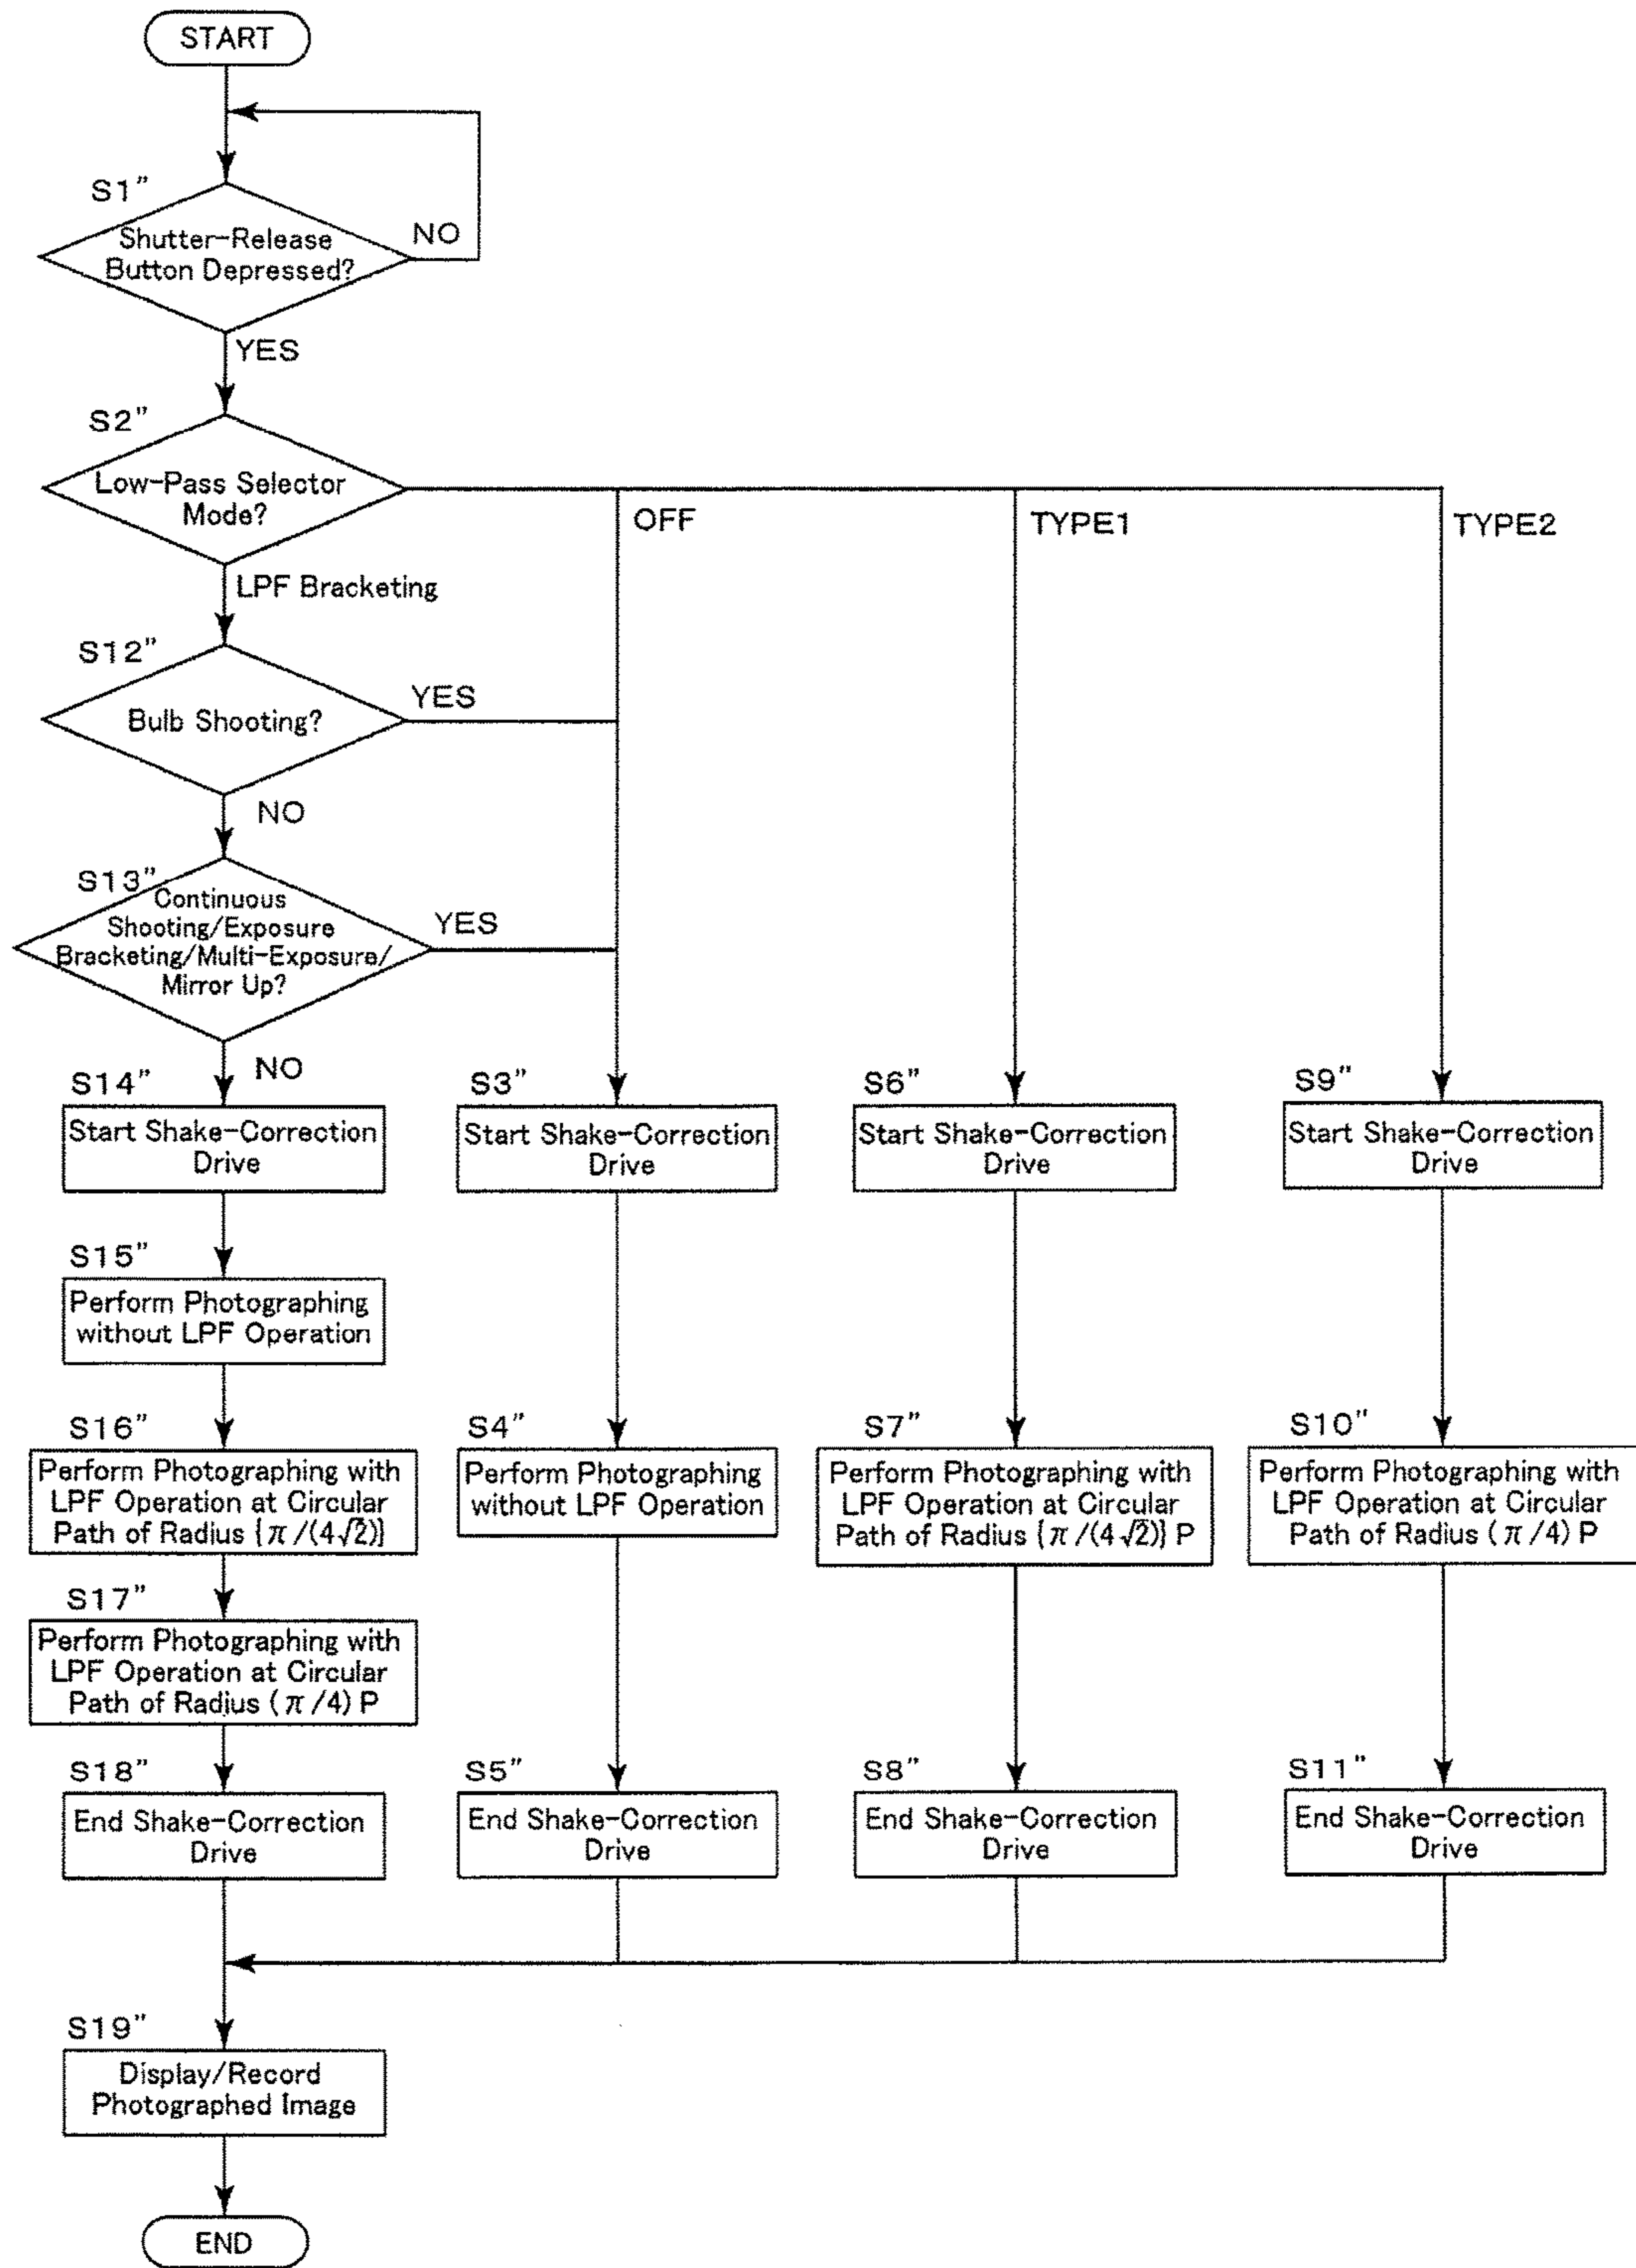 START
S1"
Shutter-Release
Button Depressed?
NO
YES
S2"
Low-Pass Selector
Mode?
OFF
TYPE1
TYPE2
LPF Bracketing
S12"
Bulb Shooting?
YES
NO
S13"
Continuous
Shooting/Exposure
Bracketing/Multi-Exposure/
Mirror Up?
YES
NO
S14"
Start Shake-Correction
Drive
S3"
Start Shake-Correction
Drive
S6"
Start Shake-Correction
Drive
S9"
Start Shake-Correction
Drive
S15"
Perform Photographing
without LPF Operation
S16"
Perform Photographing with
LPF Operation at Circular
Path of Radius {π/(4√2)}
S4"
Perform Photographing
without LPF Operation
S7"
Perform Photographing with
LPF Operation at Circular
Path of Radius {π/(4√2)} P
S10"
Perform Photographing with
LPF Operation at Circular
Path of Radius (π/4) P
S17"
Perform Photographing with
LPF Operation at Circular
Path of Radius (π/4) P
S18"
End Shake-Correction
Drive
S5"
End Shake-Correction
Drive
S8"
End Shake-Correction
Drive
S11"
End Shake-Correction
Drive
S19"
Display/Record
Photographed Image
END